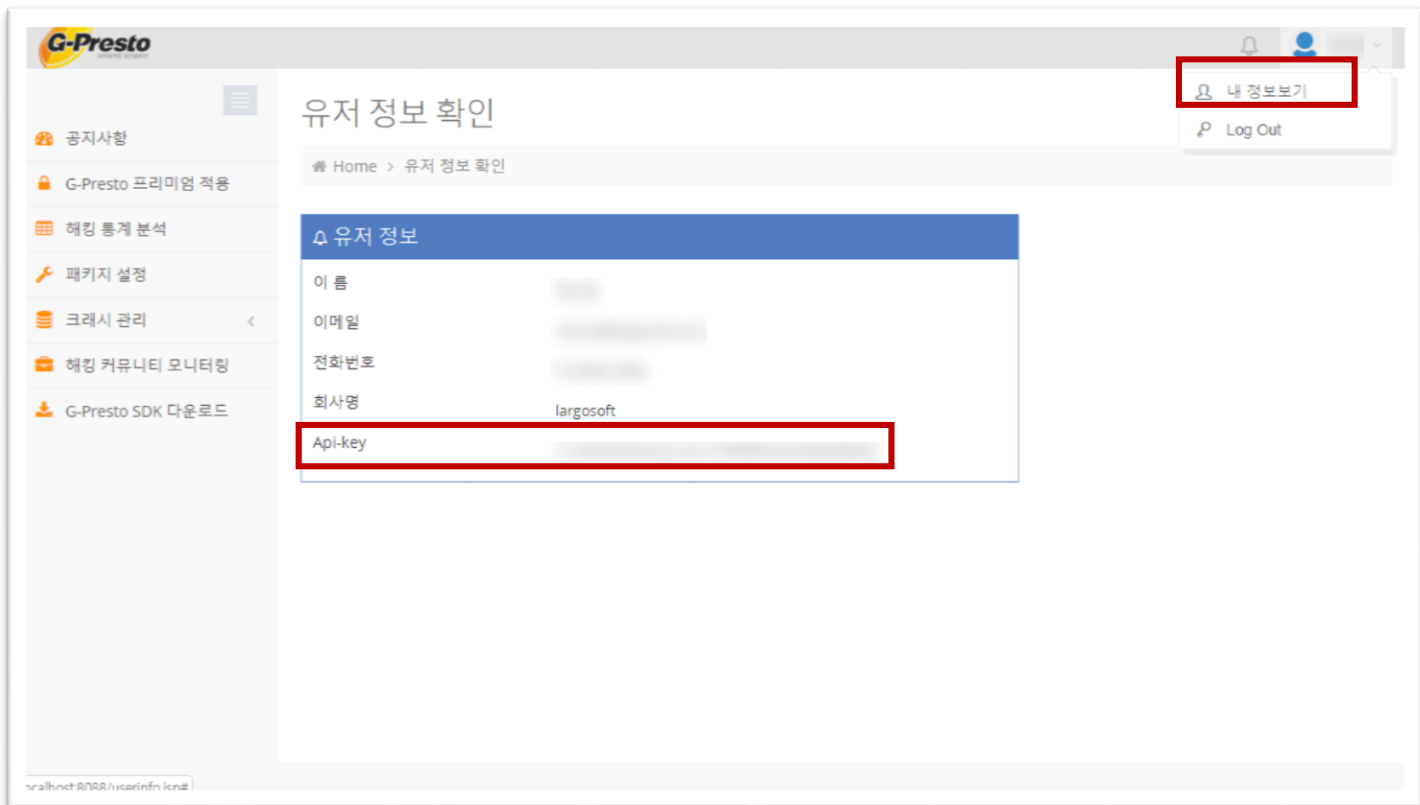 G-Presto
내 정보보기
Log Out
공지사항
G-Presto 프리미엄 적용
해킹 통계 분석
패키지 설정
크래시 관리
해킹 커뮤니티 모니터링
G-Presto SDK 다운로드
유저 정보 확인
Home > 유저 정보 확인
유저 정보
이 름
이메일
전화번호
회사명 largosoft
Api-key
ocalhost:8088/userinfo.jsp#